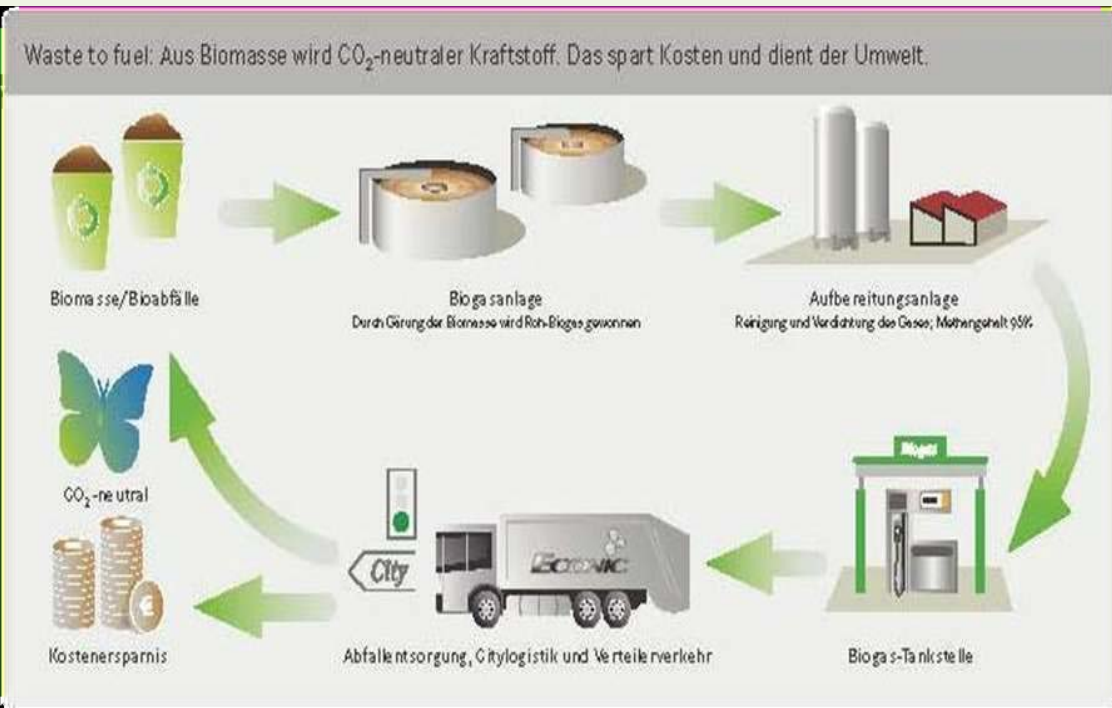 Waste to fuel: Aus Biomasse wird CO₂-neutraler Kraftstoff. Das spart Kosten und dient der Umwelt.
Biomasse/Bioabfälle
Biogasanlage
Durch Gärung der Biomasse wird Roh-Biogas gewonnen
Aufbereitungsanlage
Reinigung und Verdichtung des Gases; Methangehalt 95%
CO₂-neutral
Kostenersparnis
City
ECONIC
Abfallentsorgung, Citylogistik und Verteilerverkehr
Biogas
Biogas-Tankstelle